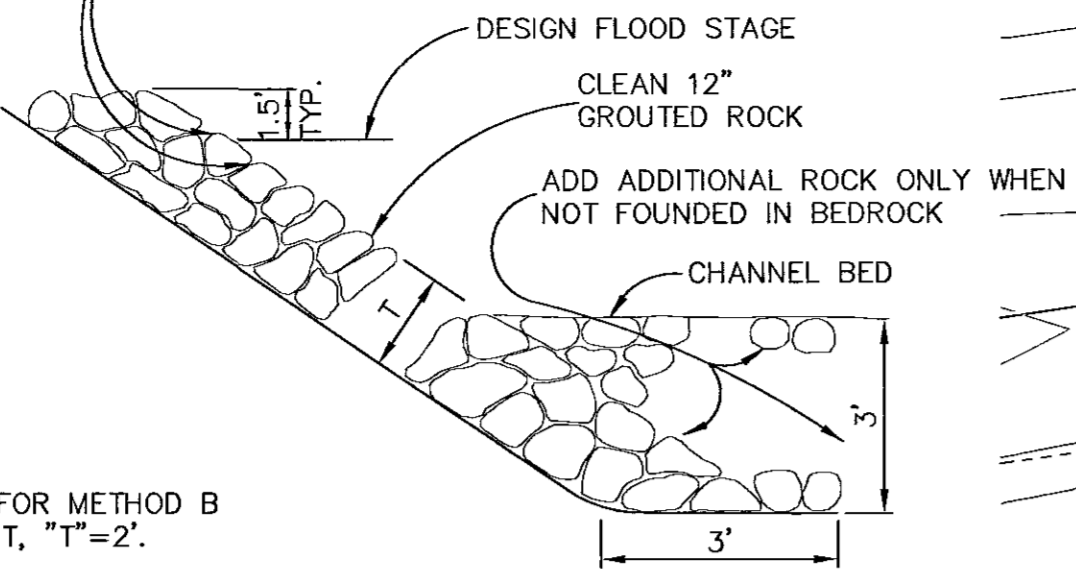 DESIGN FLOOD STAGE
1.5'
TYP.
CLEAN 12"
GROUTED ROCK
ADD ADDITIONAL ROCK ONLY WHEN
NOT FOUNDED IN BEDROCK
CHANNEL BED
T
3'
FOR METHOD B
T, "T"=2'.
3'